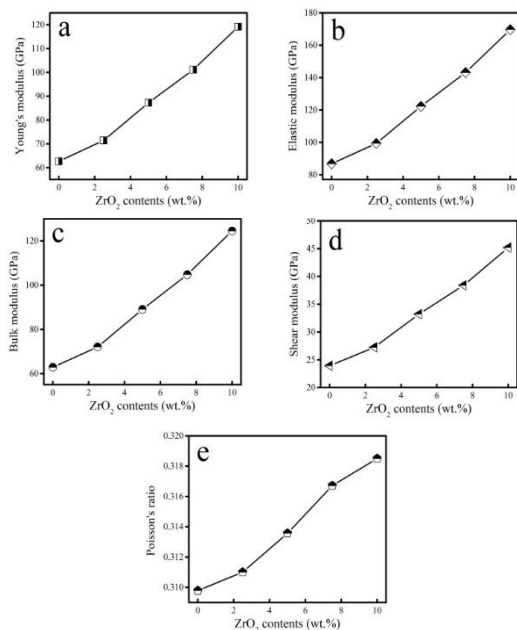 a
Young's modulus (GPa)
120
110
100
90
80
70
60
0 2 4 6 8 10
ZrO₂ contents (wt.%)
b
Elastic modulus (GPa)
180
160
140
120
100
80
0 2 4 6 8 10
ZrO₂ contents (wt.%)
c
Bulk modulus (GPa)
120
100
80
60
0 2 4 6 8 10
ZrO₂ contents (wt.%)
d
Shear modulus (GPa)
50
45
40
35
30
25
20
0 2 4 6 8 10
ZrO₂ contents (wt.%)
e
Poisson's ratio
0.320
0.318
0.316
0.314
0.312
0.310
0 2 4 6 8 10
ZrO₂ contents (wt.%)